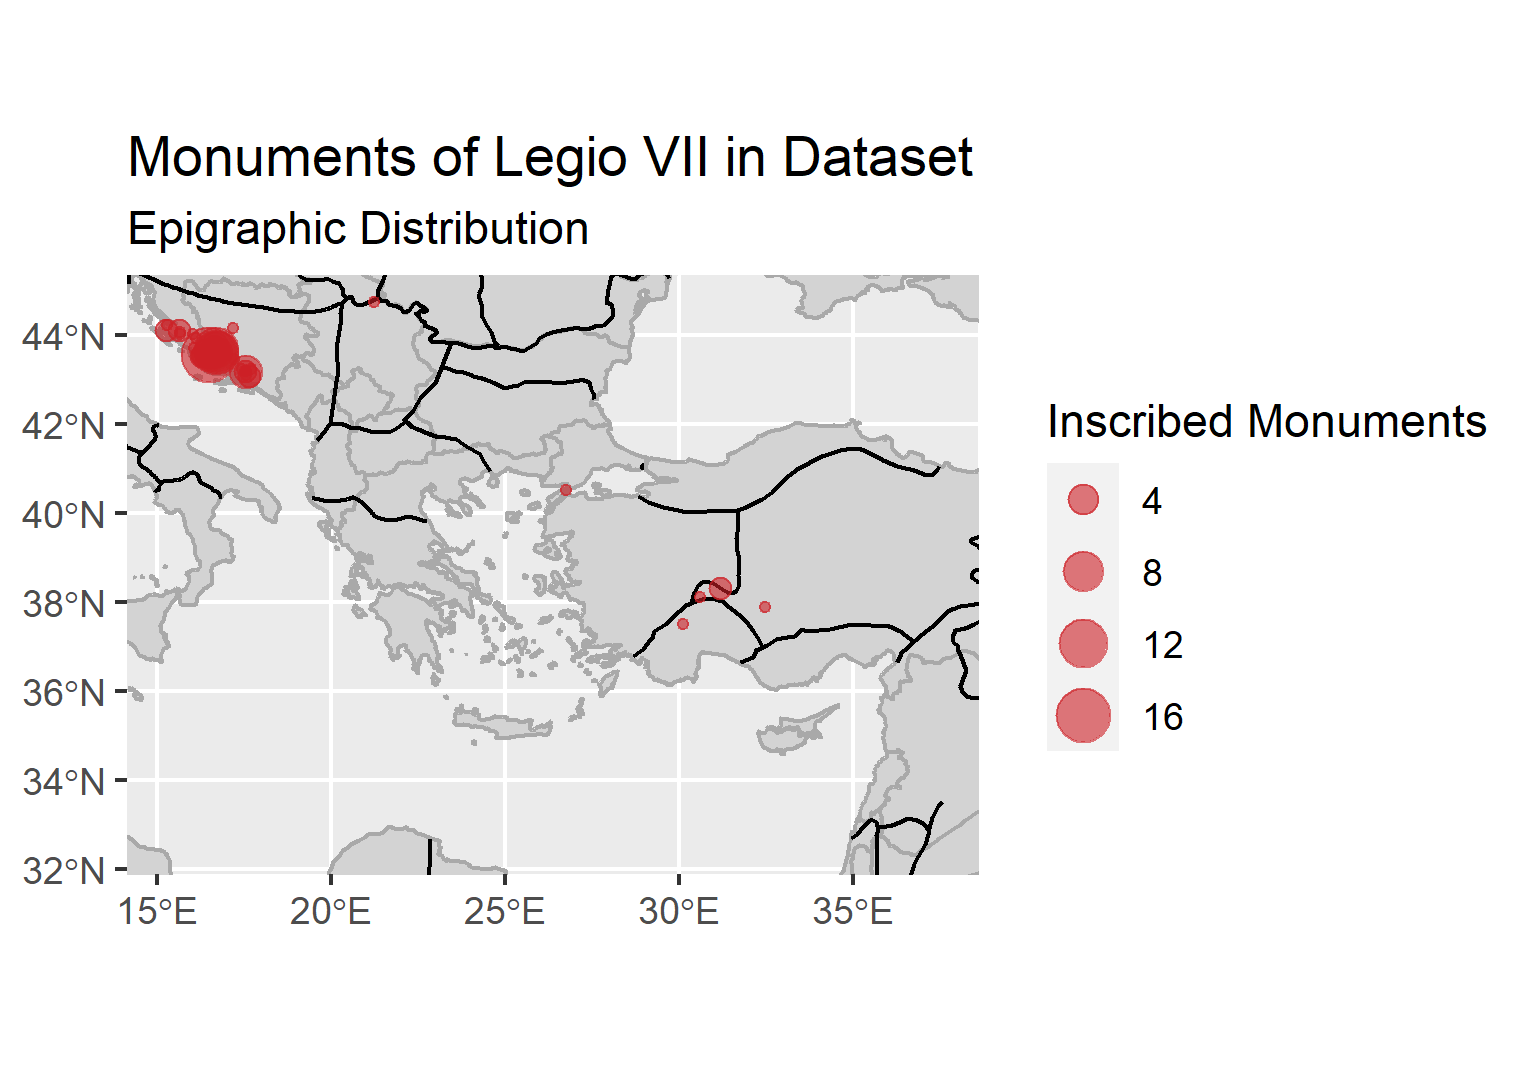 Monuments of Legio VII in Dataset
Epigraphic Distribution
44°N
42°N
40°N
38°N
36°N
34°N
32°N
15°E 20°E 25°E 30°E 35°E
Inscribed Monuments
4
8
12
16